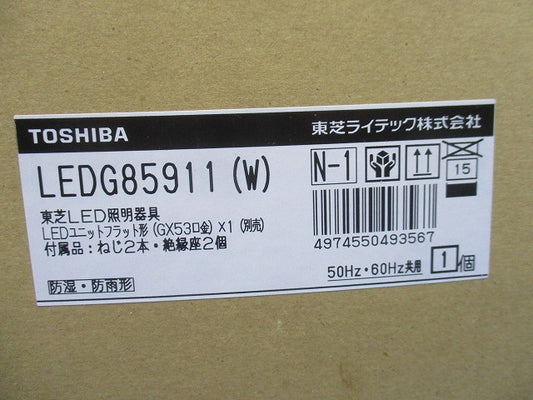 TOSHIBA
東芝ライテック株式会社
LEDG85911(W)
N-1
15
東芝LED照明器具
LEDユニットフラット形(GX53口金)×1(別売)
付属品:ねじ2本・絶縁座2個
4974550493567
50Hz・60Hz共用
1個
防湿・防雨形